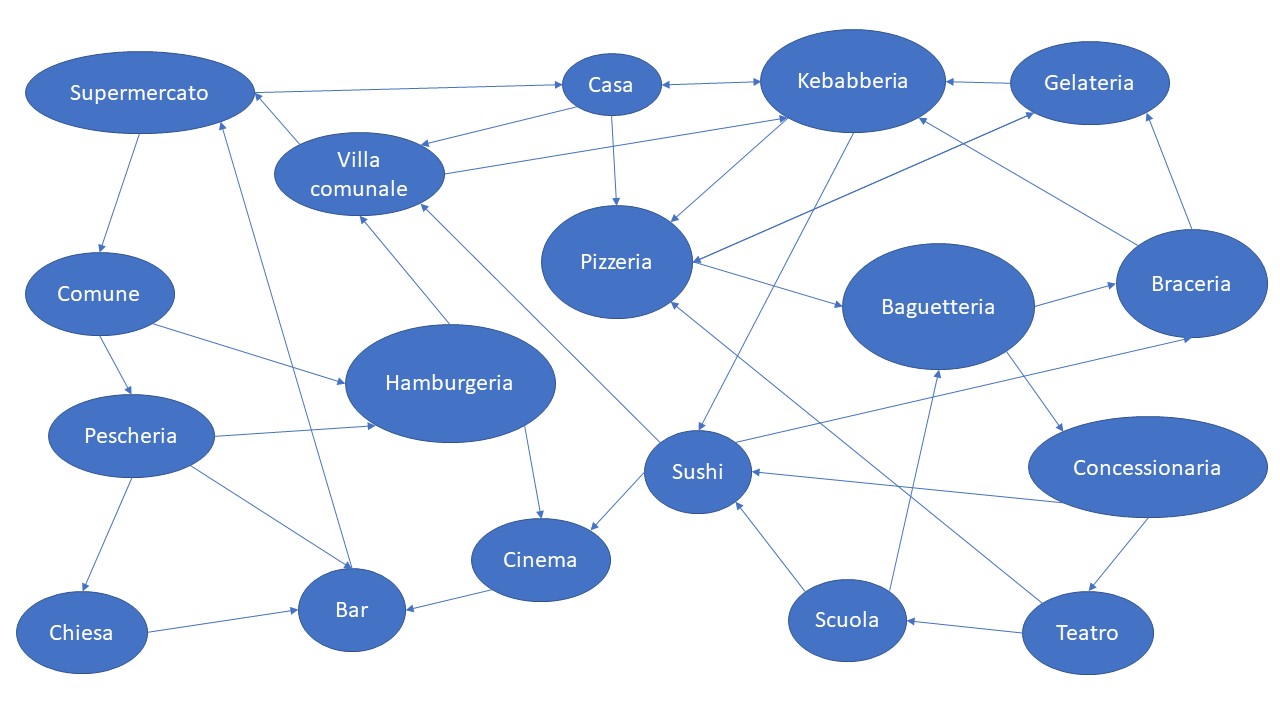 Supermercato
Casa
Kebabberia
Gelateria
Villa
comunale
Pizzeria
Comune
Baguetteria
Braceria
Hamburgeria
Pescheria
Sushi
Concessionaria
Cinema
Chiesa
Bar
Scuola
Teatro